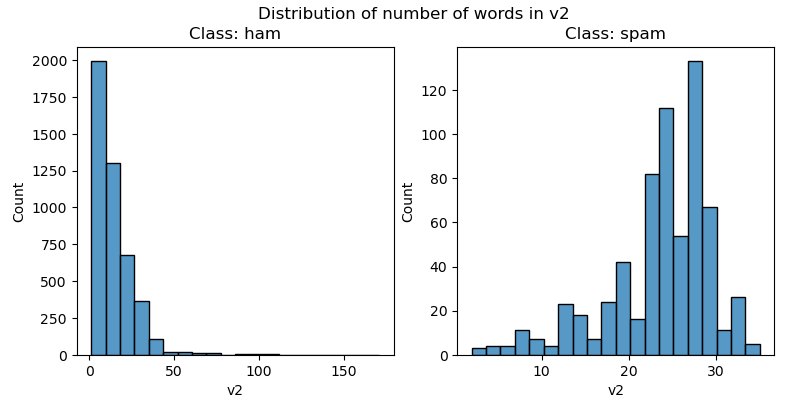 Distribution of number of words in v2
Class: ham
2000
1750
1500
1250
1000
750
500
250
0
Count
0 50 100 150
v2
Class: spam
120
100
80
60
40
20
0
Count
10 20 30
v2